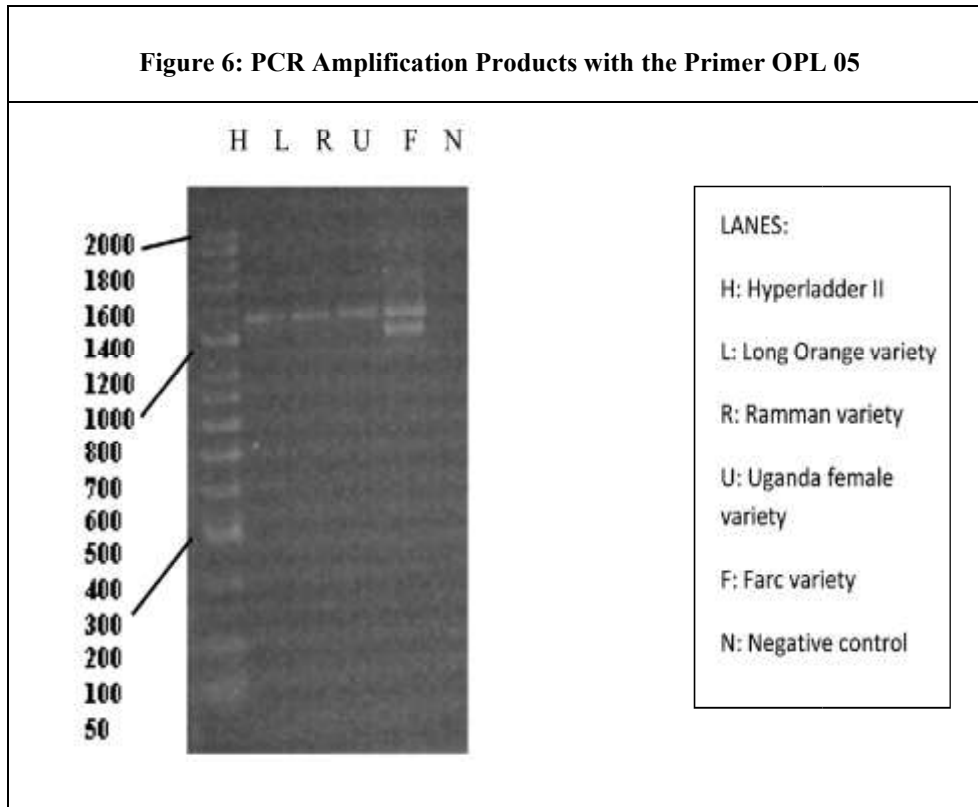 Figure 6: PCR Amplification Products with the Primer OPL 05
H L R U F N
2000
1800
1600
1400
1200
1000
800
700
600
500
400
300
200
100
50
LANES:
H: Hyperladder II
L: Long Orange variety
R: Ramman variety
U: Uganda female
variety
F: Farc variety
N: Negative control